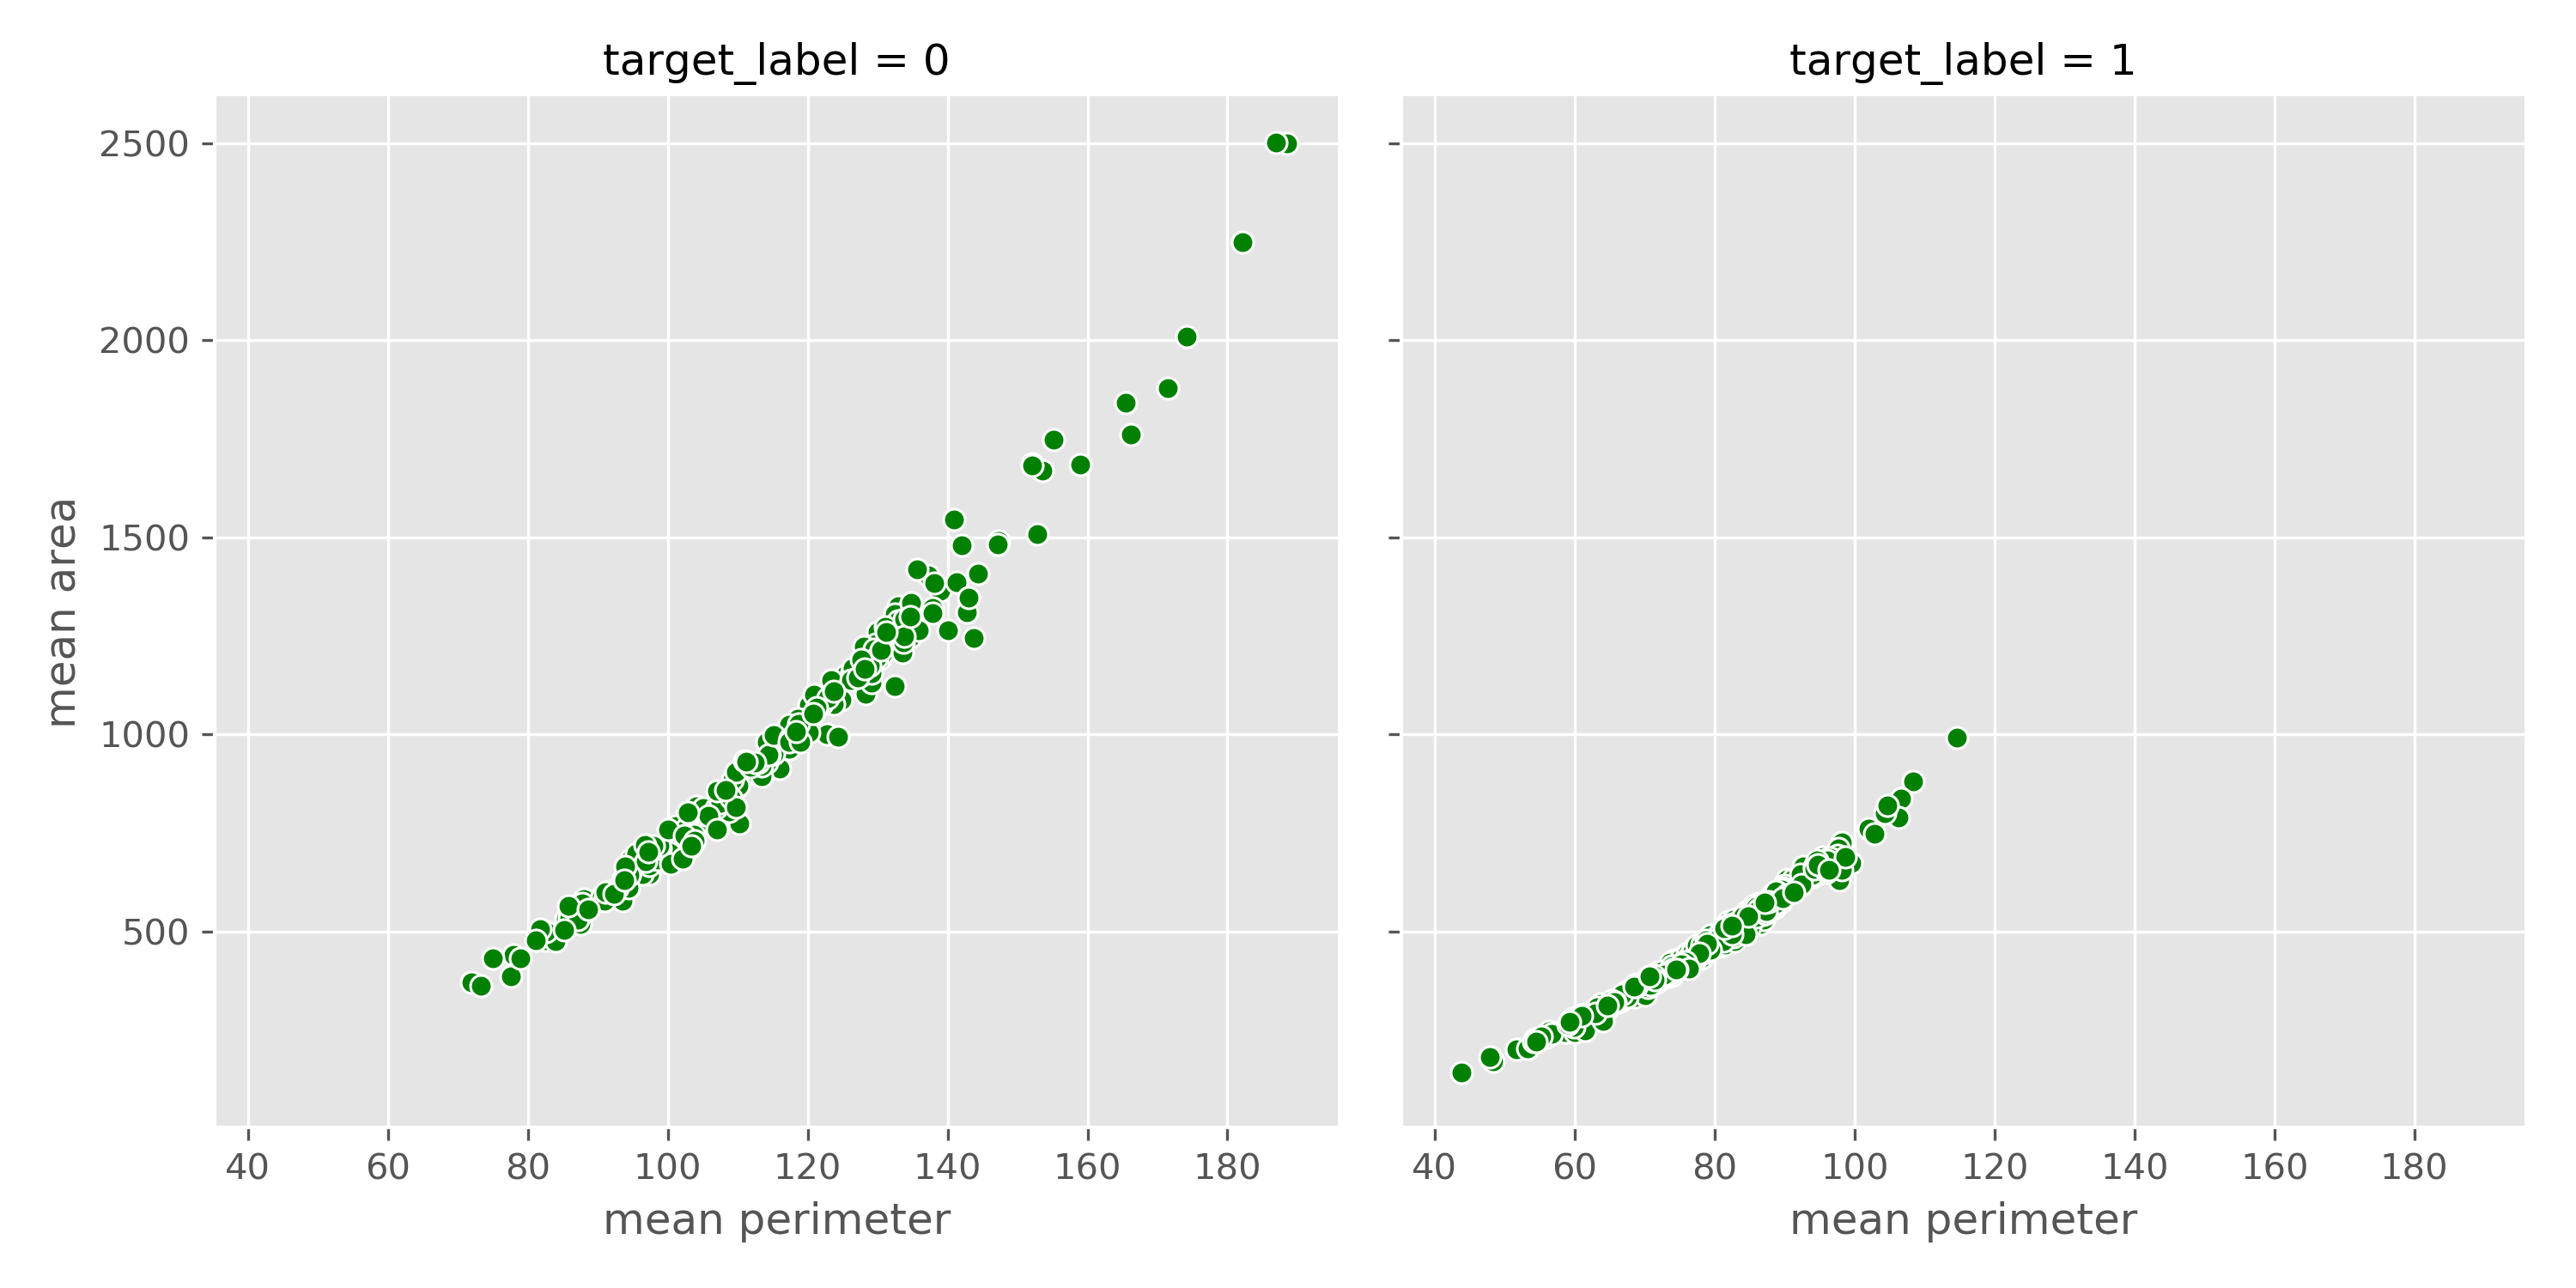 target_label = 0
target_label = 1
2500
2000
1500
1000
500
mean area
40 60 80 100 120 140 160 180
40 60 80 100 120 140 160 180
mean perimeter
mean perimeter